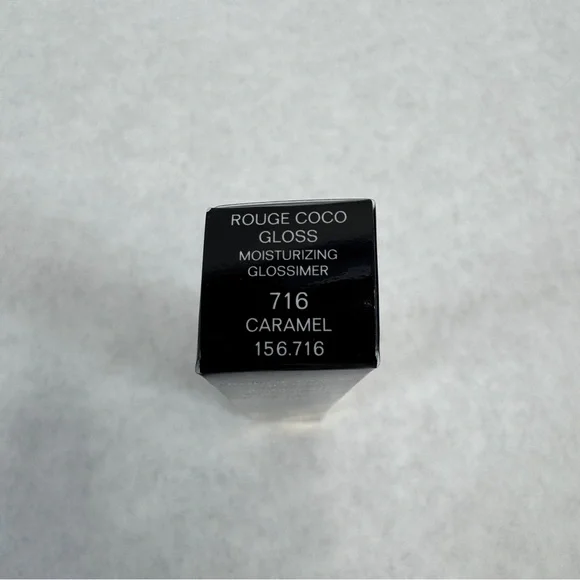 ROUGE COCO
GLOSS
MOISTURIZING
GLOSSIMER
716
CARAMEL
156.716